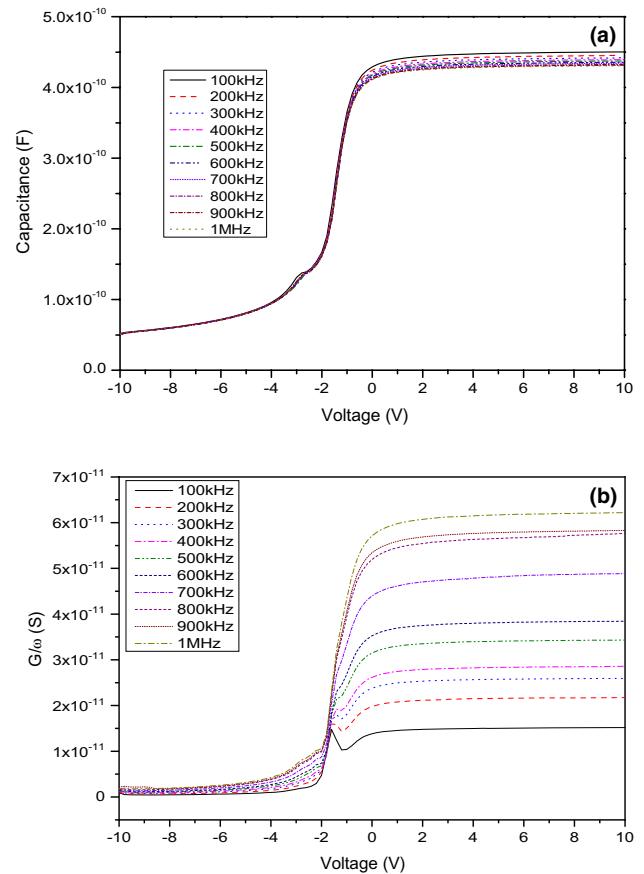 (a)
5.0x10⁻¹⁰
4.0x10⁻¹⁰
3.0x10⁻¹⁰
2.0x10⁻¹⁰
1.0x10⁻¹⁰
0.0
Capacitance (F)
100kHz
200kHz
300kHz
400kHz
500kHz
600kHz
700kHz
800kHz
900kHz
1MHz
-10 -8 -6 -4 -2 0 2 4 6 8 10
Voltage (V)
(b)
7x10⁻¹¹
6x10⁻¹¹
5x10⁻¹¹
4x10⁻¹¹
3x10⁻¹¹
2x10⁻¹¹
1x10⁻¹¹
0
G/ω (S)
100kHz
200kHz
300kHz
400kHz
500kHz
600kHz
700kHz
800kHz
900kHz
1MHz
-10 -8 -6 -4 -2 0 2 4 6 8 10
Voltage (V)